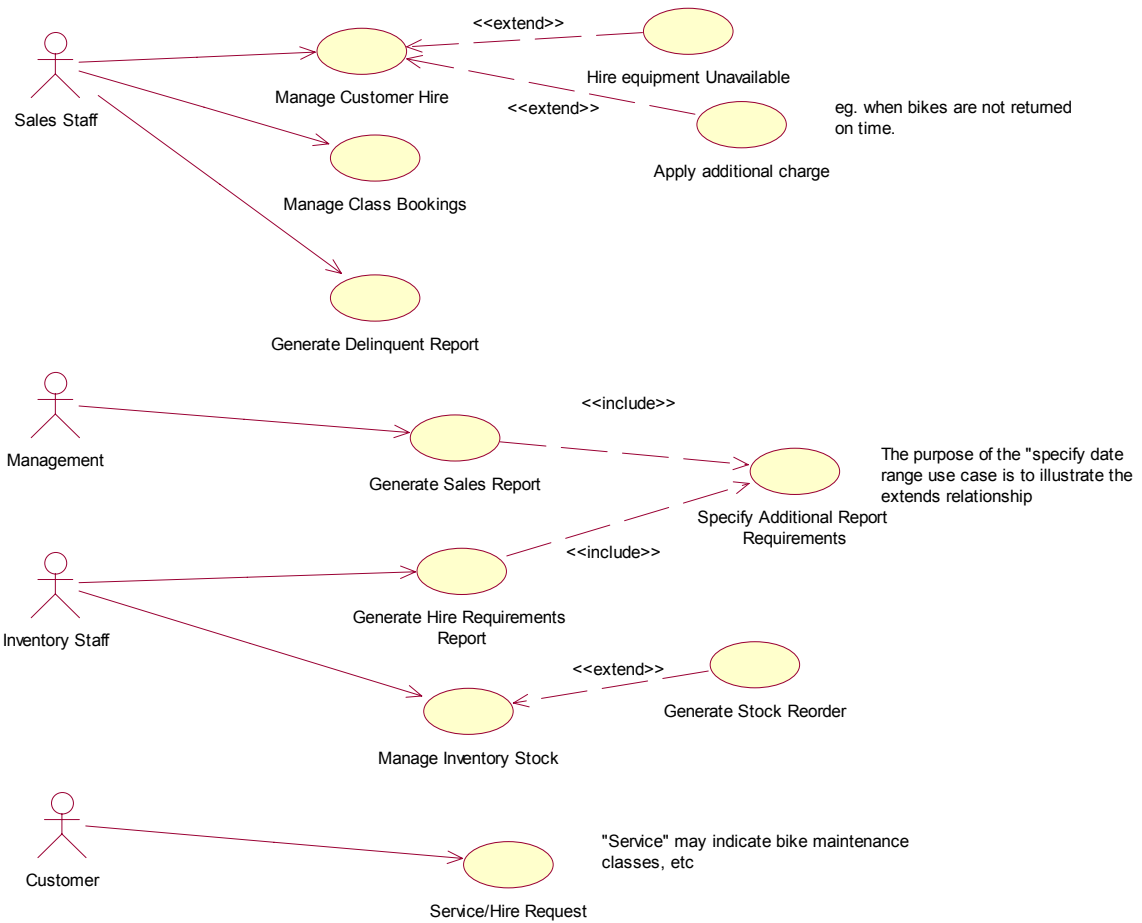 <<extend>>
Hire equipment Unavailable
Manage Customer Hire
Sales Staff
<<extend>>
eg. when bikes are not returned
on time.
Apply additional charge
Manage Class Bookings
Generate Delinquent Report
<<include>>
Management
Generate Sales Report
The purpose of the "specify date
range use case is to illustrate the
extends relationship
Specify Additional Report
Requirements
<<include>>
Inventory Staff
Generate Hire Requirements
Report
<<extend>>
Generate Stock Reorder
Manage Inventory Stock
"Service" may indicate bike maintenance
classes, etc
Customer
Service/Hire Request